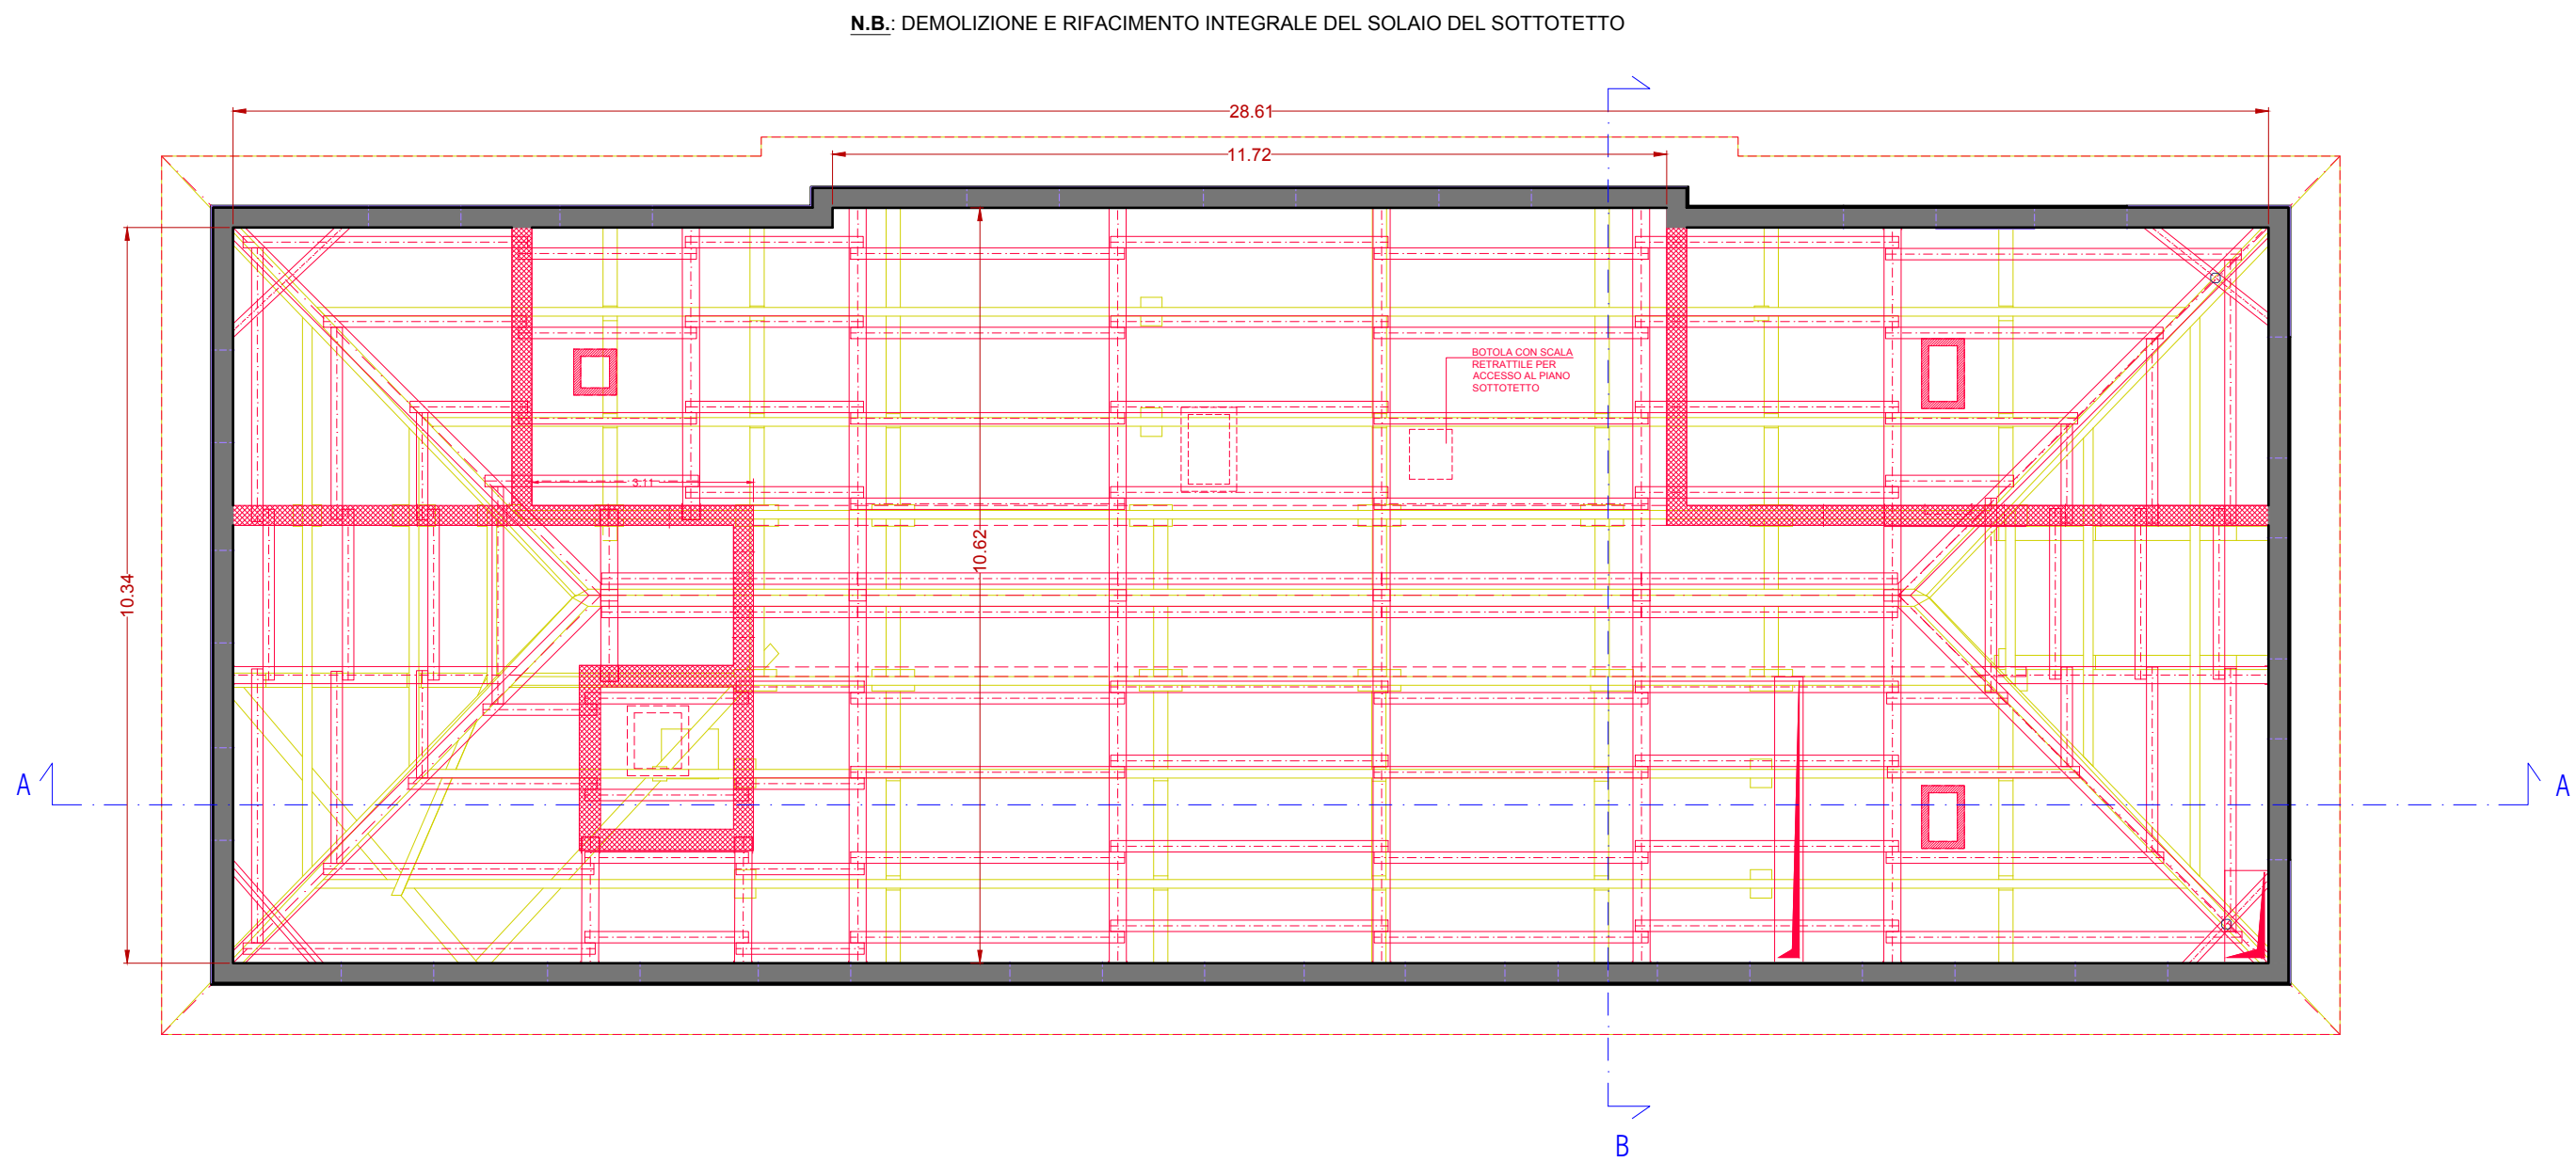 N.B.: DEMOLIZIONE E RIFACIMENTO INTEGRALE DEL SOLAIO DEL SOTTOTETTO
28.61
11.72
BOTOLA CON SCALA
RETRATTILE PER
ACCESSO AL PIANO
SOTTOTETTO
3.11
10.62
10.34
A
A
B